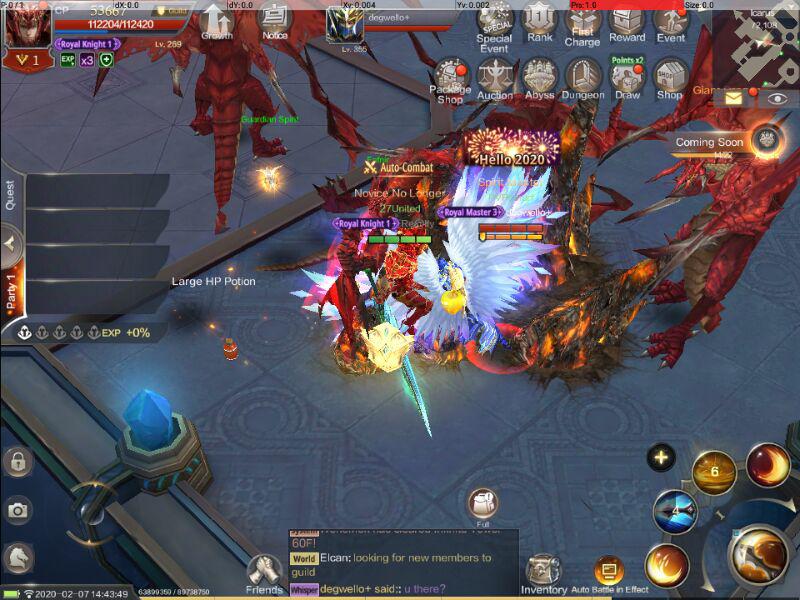 P: 0 / 1 dX: 0.0 dY: 0.0 Xv: 0.004 Yv: 0.002 Prs: 1.0 Size: 0.0
CP 53667 Guild
112204/112420
Royal Knight 1 Lv. 269
V 1 EXP x3
Growth
Notice
degwello+
Lv. 355
Special Event
Rank
First Charge
Reward
Event
Package Shop
Auction
Abyss
Dungeon
Points x2
Draw
Shop
Icarus
Coming Soon
Guardian Spirit
Hello 2020
Auto-Combat
Novice No Longer
27United
Royal Knight 1
Royal Master 3
Quest
Party 1
Large HP Potion
EXP +0%
Full
60F!
World Elcan: looking for new members to
guild
Whisper degwello+ said:: u there?
Friends
Inventory
Auto Battle in Effect
6
4
2020-02-07 14:43:49
63899359 / 89738750